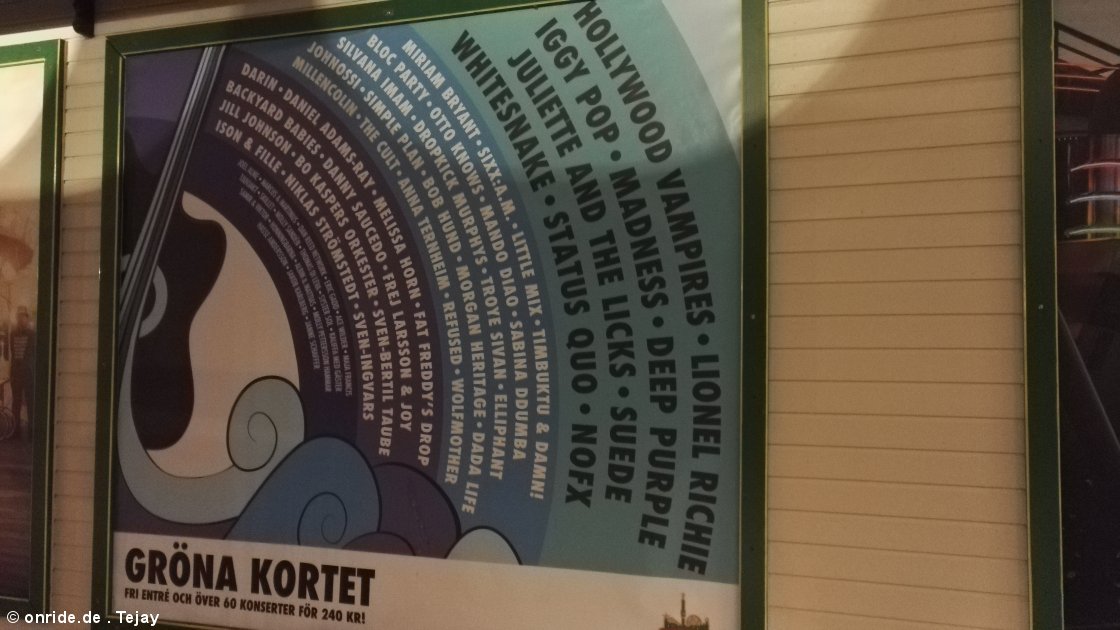 HOLLYWOOD VAMPIRES • LIONEL RICHIE
IGGY POP • MADNESS • DEEP PURPLE
JULIETTE AND THE LICKS • SUEDE
WHITESNAKE • STATUS QUO • NOFX
MIRIAM BRYANT • SIXX:A.M. • LITTLE MIX • TIMBUKTU & DAMN!
BLOC PARTY • OTTO KNOWS • MANDO DIAO • SABINA DDUMBA
SILVANA IMAM • DROPKICK MURPHYS • TROYE SIVAN • ELLIPHANT
JOHNOSSI • SIMPLE PLAN • BOB HUND • MORGAN HERITAGE • DADA LIFE
MILLENCOLIN • THE CULT • ANNA TERNHEIM • REFUSED • WOLFMOTHER
DARIN • DANIEL ADAMS-RAY • MELISSA HORN • FAT FREDDY'S DROP
BACKYARD BABIES • DANNY SAUCEDO • FREJ LARSSON & JOY
JILL JOHNSON • BO KASPERS ORKESTER • SVEN-BERTIL TAUBE
ISON & FILLE • NIKLAS STRÖMSTEDT • SVEN-INGVARS
GRÖNA KORTET
FRI ENTRÉ OCH ÖVER 60 KONSERTER FÖR 240 KR!
© onride.de . Tejay